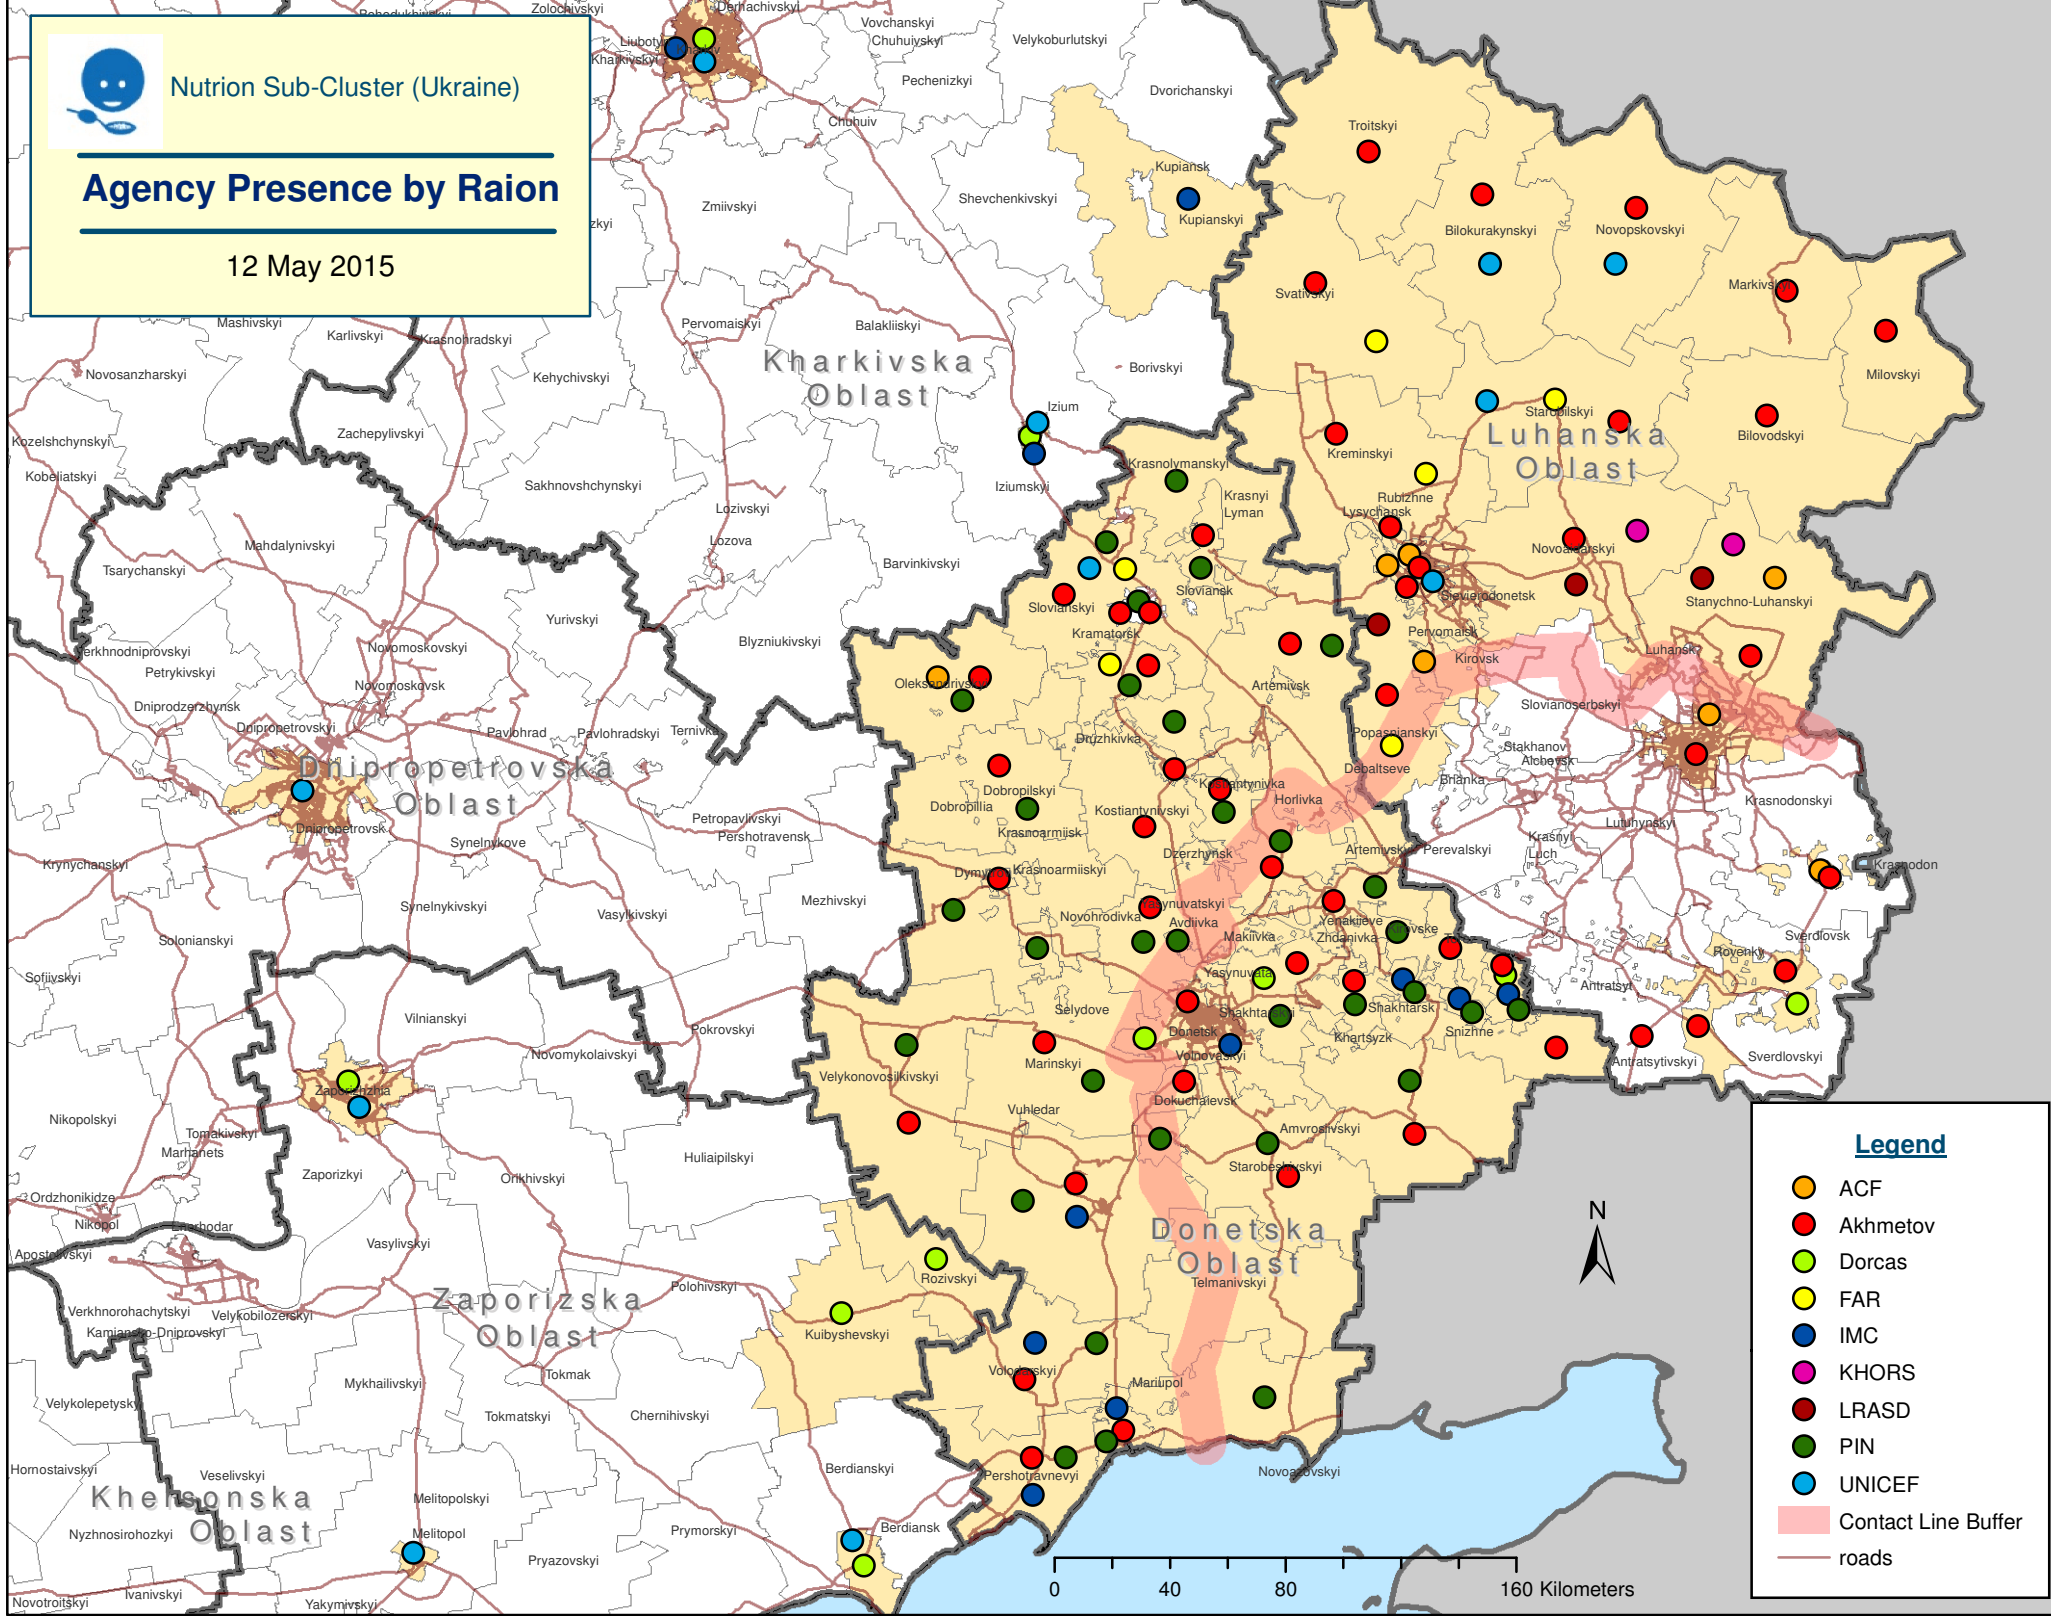 Nutrion Sub-Cluster (Ukraine)
Agency Presence by Raion
12 May 2015
Zolochivskyi
Derhachivskyi
Vovchanskyi
Chuhuivskyi
Velykoburlutskyi
Kharkivskyi
Pechenizkyi
Dvorichanskyi
Chuhuiv
Troitskyi
Kupiansk
Kupianskyi
Shevchenkivskyi
Zmiivskyi
Bilokurakynskyi
Novopskovskyi
Svativskyi
Markivskyi
Mashivskyi
Karlivskyi
Krasnohradskyi
Pervomaiskyi
Balakliiskyi
Kharkivska
Oblast
Borivskyi
Milovskyi
Novosanzharskyi
Kehychivskyi
Izium
Starobilskyi
Luhanska
Oblast
Bilovodskyi
Kozelshchynskyi
Zachepylivskyi
Kobeliatskyi
Kreminskyi
Krasnolymanskyi
Iziumskyi
Krasnyi
Lyman
Rubizhne
Lysychansk
Sakhnovshchynskyi
Lozivskyi
Lozova
Mahdalynivskyi
Tsarychanskyi
Barvinkivskyi
Novoaidarskyi
Sloviansk
Slovianskyi
Sievierodonetsk
Stanychno-Luhanskyi
Yurivskyi
Blyzniukivskyi
Kramatorsk
Pervomaisk
Kirovsk
Luhansk
Novomoskovskyi
Petrykivskyi
Novomoskovsk
Oleksandrivskyi
Artemivsk
Slovianoserbskyi
Dniprodzerzhynsk
Dnipropetrovskyi
Pavlohrad
Pavlohradskyi
Ternivka
Druzhkivka
Popasnianskyi
Debaltseve
Stakhanov
Alchevsk
Brianka
Dnipropetrovska
Oblast
Dobropilskyi
Dobropillia
Kostiantynivka
Kostiantynivskyi
Horlivka
Krasnodonskyi
Lutuhynskyi
Dnipropetrovsk
Petropavlivskyi
Pershotravensk
Krasnoarmiisk
Synelnykove
Krasnyi
Luch
Perevalskyi
Artemivskyi
Dzerzhynsk
Krynychanskyi
Krasnodon
Krasnoarmiiskyi
Mezhivskyi
Synelnykivskyi
Vasylkivskyi
Novohrodivka
Yasynuvatskyi
Avdiivka
Makiivka
Yenakiieve
Zhdanivka
Kirovske
Sverdlovsk
Rovenky
Solonianskyi
Sofiivskyi
Yasynuvata
Antratsyt
Selydove
Shakhtarskyi
Shakhtarsk
Snizhne
Vilnianskyi
Pokrovskyi
Donetsk
Khartsyzk
Novomykolaivskyi
Volnovaskyi
Marinskyi
Velykonovosilkivskyi
Antratsytivskyi
Sverdlovskyi
Zaporizhzhia
Dokuchaievsk
Vuhledar
Nikopolskyi
Tomakivskyi
Marhanets
Amvrosiivskyi
Huliaipilskyi
Starobeshivskyi
Zaporizkyi
Orikhivskyi
Ordzhonikidze
Nikopol
Enerhodar
Vasylivskyi
Donetska
Oblast
Apostolivskyi
Rozivskyi
Telmanivskyi
Polohivskyi
Zaporizska
Oblast
Verkhnorohachytskyi
Velykobilozerskyi
Kamiansko-Dniprovskyi
Kuibyshevskyi
Volodarskyi
Mariupol
Tokmak
Mykhailivskyi
Velykolepetyskyi
Tokmatskyi
Chernihivskyi
Hornostaivskyi
Veselivskyi
Berdianskyi
Pershotravnevyi
Novoazovskyi
Khersonska
Oblast
Melitopolskyi
Nyzhnosirohozkyi
Melitopol
Prymorskyi
Berdiansk
Pryazovskyi
Ivanivskyi
Novotroitskyi
Yakymivskyi
N
0 40 80 160 Kilometers
Legend
ACF
Akhmetov
Dorcas
FAR
IMC
KHORS
LRASD
PIN
UNICEF
Contact Line Buffer
roads